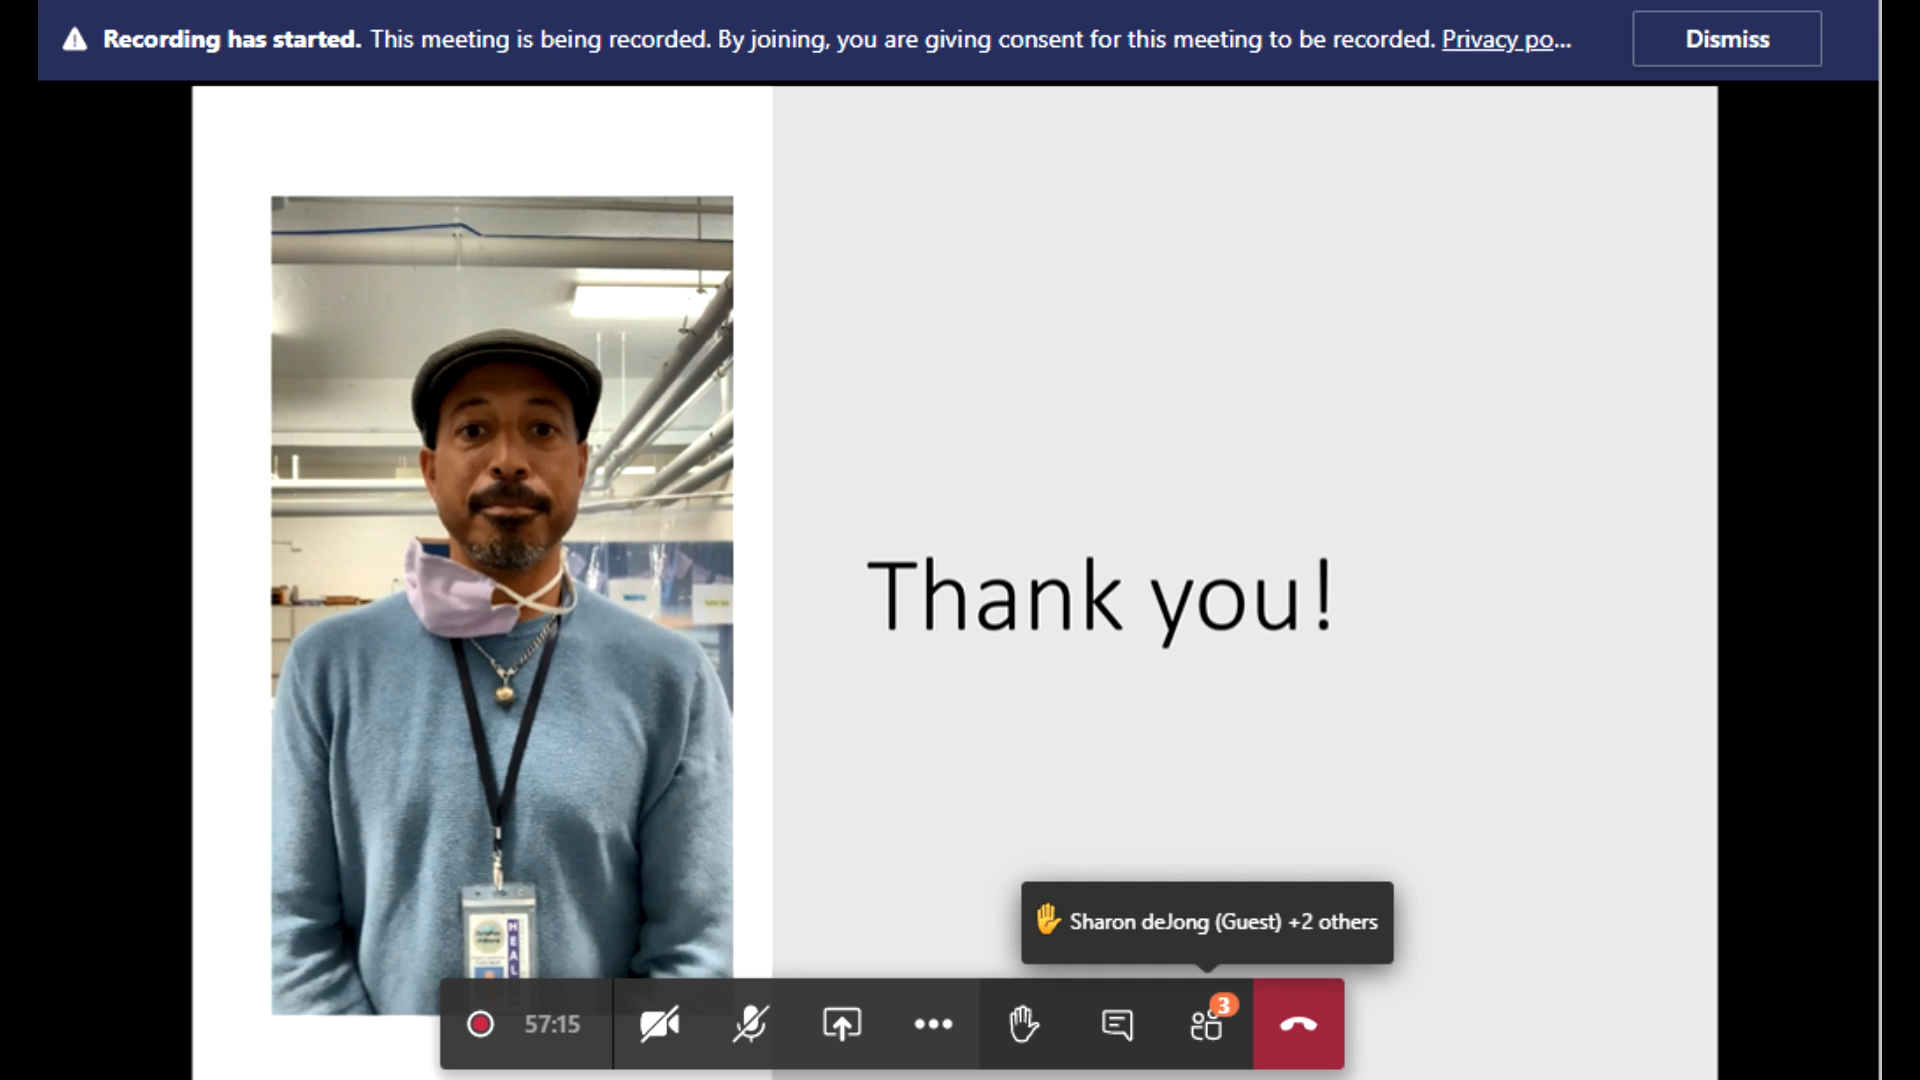 Recording has started. This meeting is being recorded. By joining, you are giving consent for this meeting to be recorded. Privacy po...
Dismiss
Thank you!
HEAL
Sharon deJong (Guest) +2 others
57:15
3